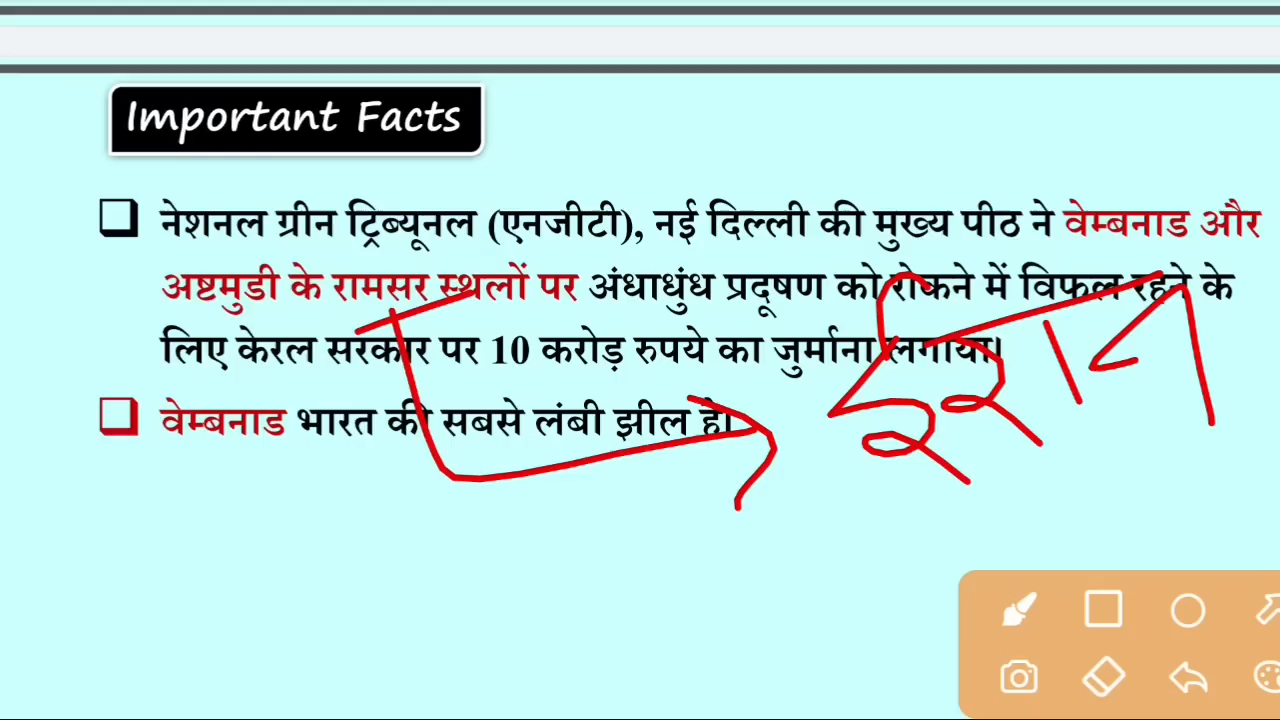 Important Facts
नेशनल ग्रीन ट्रिब्यूनल (एनजीटी), नई दिल्ली की मुख्य पीठ ने वेम्बनाड और
अष्टमुडी के रामसर स्थलों पर अंधाधुंध प्रदूषण को रोकने में विफल रहने के
लिए केरल सरकार पर 10 करोड़ रुपये का जुर्माना लगाया।
वेम्बनाड भारत की सबसे लंबी झील है।